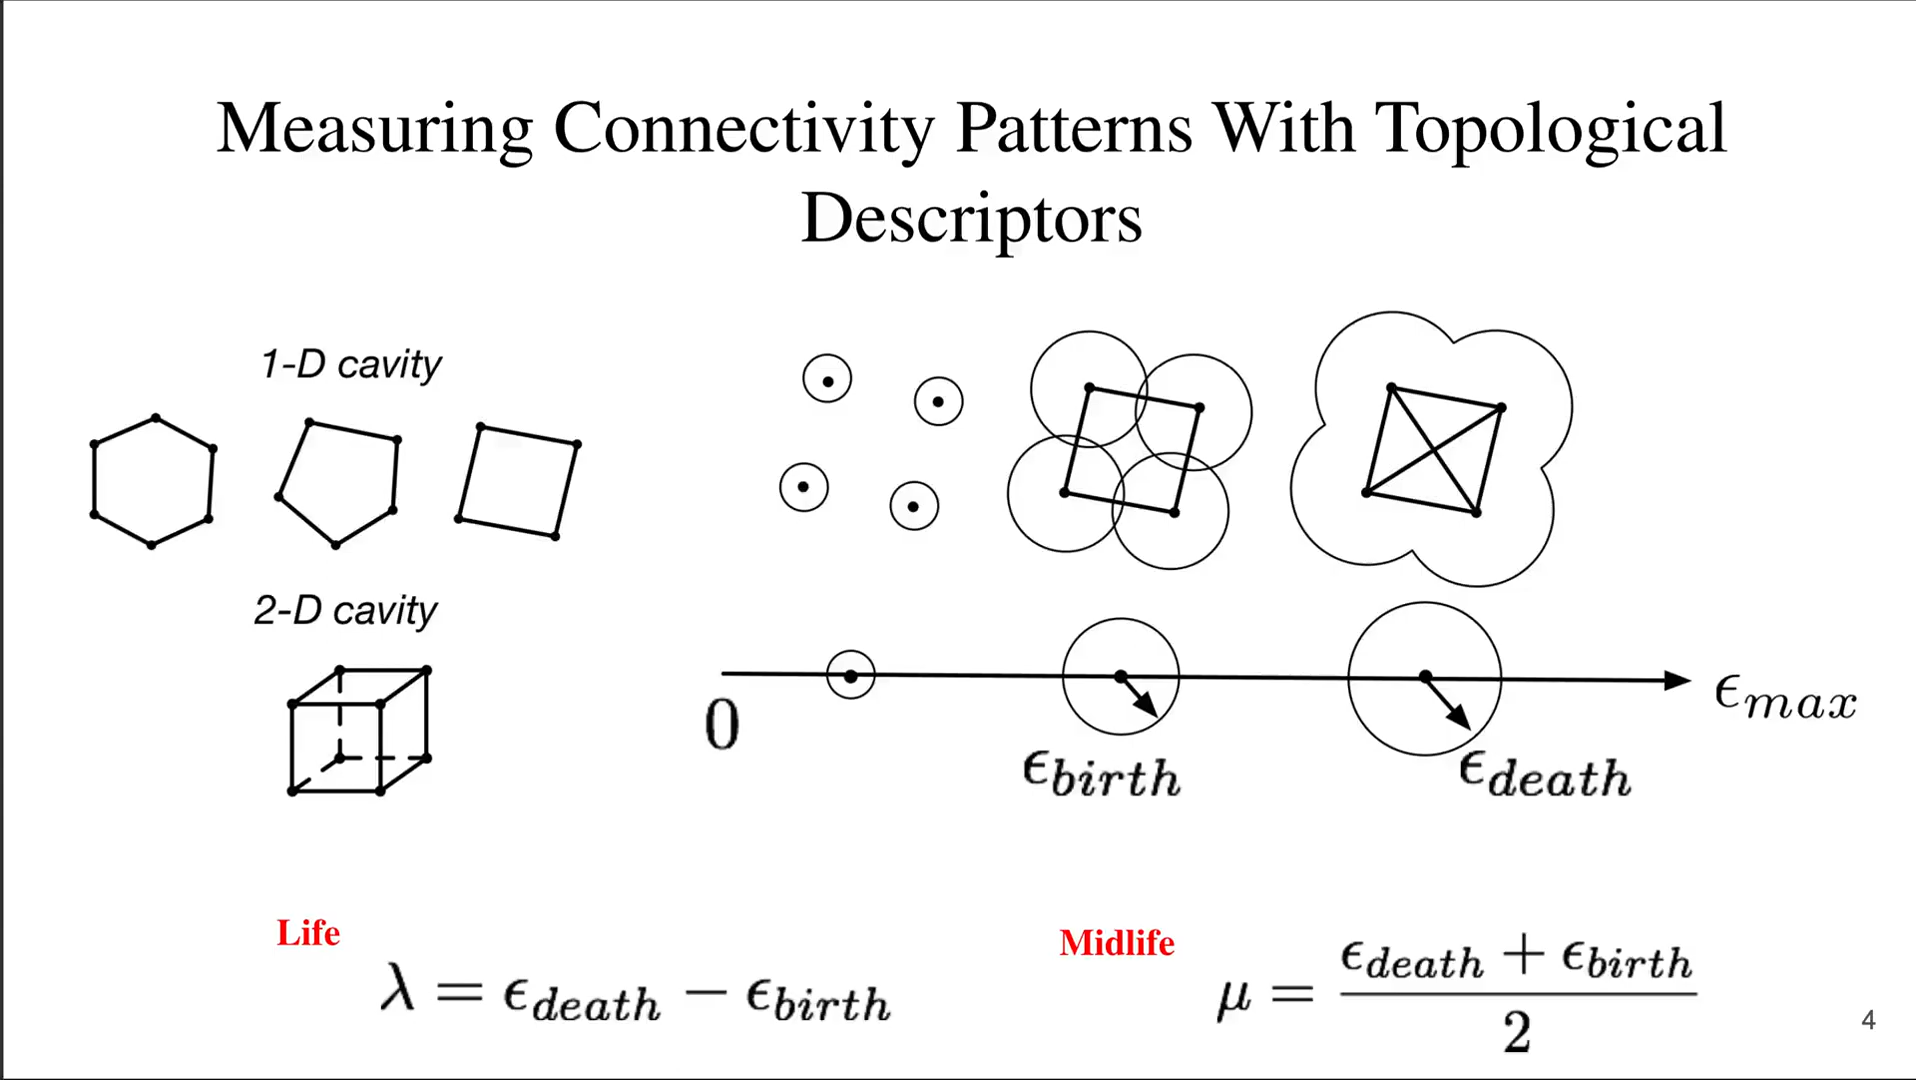 Measuring Connectivity Patterns With Topological
Descriptors
1-D cavity
2-D cavity
0
ϵ_birth
ϵ_death
ϵ_max
Life
λ = ϵ_death − ϵ_birth
Midlife
μ = (ϵ_death + ϵ_birth) / 2
4